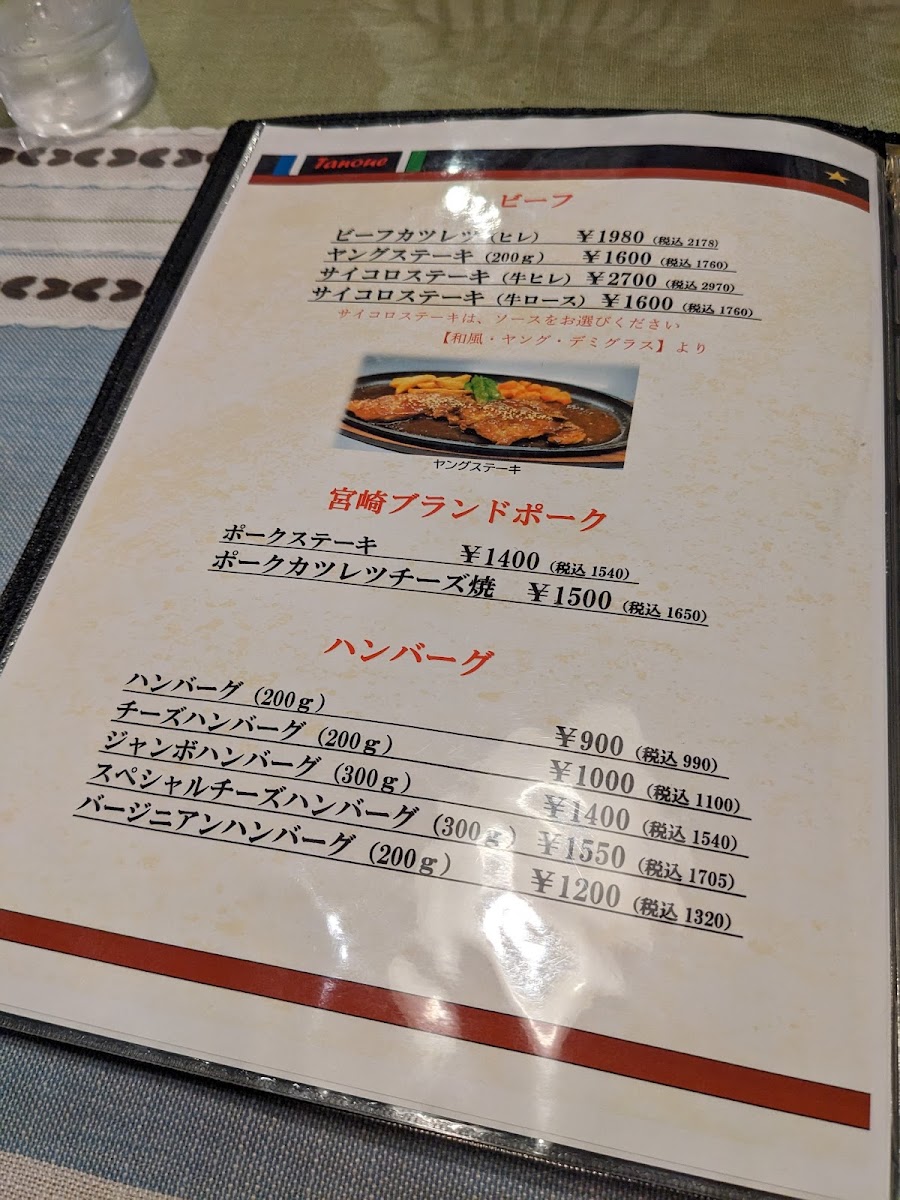 Tanoue
ビーフ
ビーフカツレツ（ヒレ） ￥1980（税込 2178）
ヤングステーキ（200ｇ） ￥1600（税込 1760）
サイコロステーキ（牛ヒレ）￥2700（税込 2970）
サイコロステーキ（牛ロース）￥1600（税込 1760）
サイコロステーキは、ソースをお選びください
【和風・ヤング・デミグラス】より
ヤングステーキ
宮崎ブランドポーク
ポークステーキ ￥1400（税込 1540）
ポークカツレツチーズ焼 ￥1500（税込 1650）
ハンバーグ
ハンバーグ（200ｇ） ￥900（税込 990）
チーズハンバーグ（200ｇ） ￥1000（税込 1100）
ジャンボハンバーグ（300ｇ） ￥1400（税込 1540）
スペシャルチーズハンバーグ（300ｇ）￥1550（税込 1705）
バージニアンハンバーグ（200ｇ） ￥1200（税込 1320）